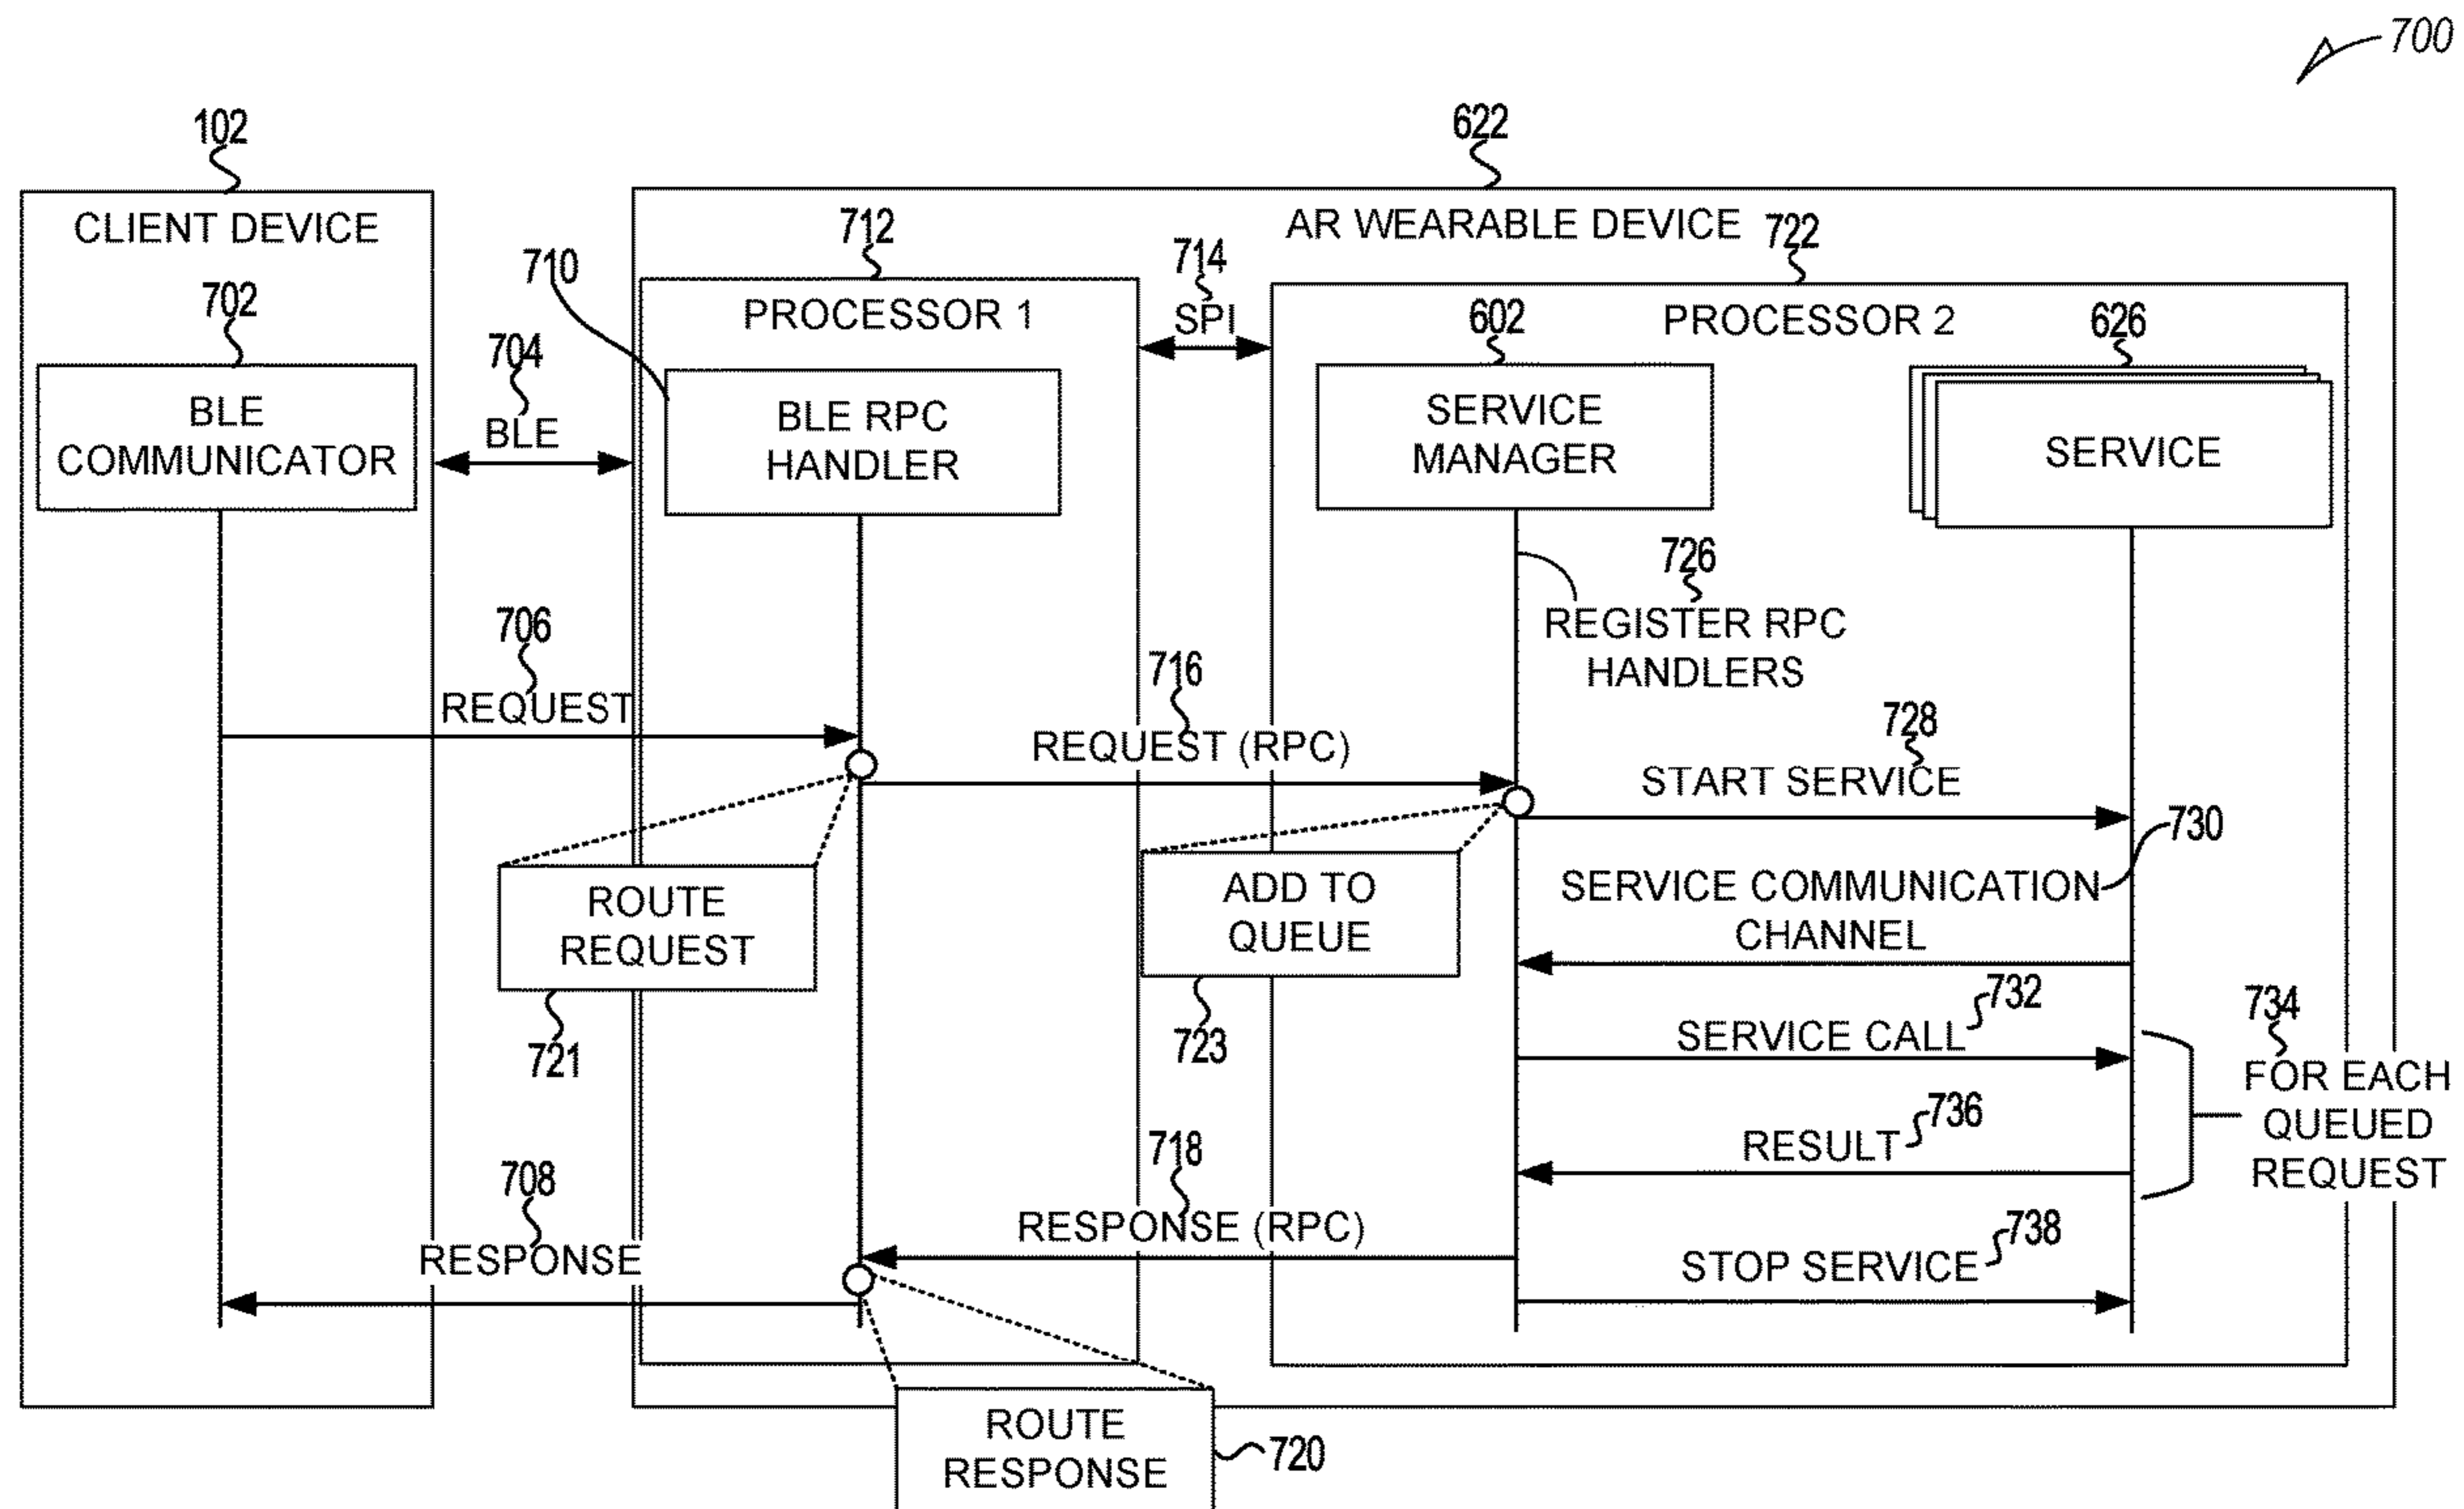 700
102
622
CLIENT DEVICE
712
AR WEARABLE DEVICE
722
710
714
702
PROCESSOR 1
SPI
602
PROCESSOR 2
626
704
BLE
COMMUNICATOR
BLE
BLE RPC
HANDLER
SERVICE
MANAGER
SERVICE
726
REGISTER RPC
HANDLERS
706
REQUEST
716
REQUEST (RPC)
728
START SERVICE
730
ROUTE
REQUEST
ADD TO
QUEUE
SERVICE COMMUNICATION
CHANNEL
721
723
732
SERVICE CALL
734
FOR EACH
QUEUED
REQUEST
736
RESULT
718
RESPONSE (RPC)
708
RESPONSE
738
STOP SERVICE
ROUTE
RESPONSE
720